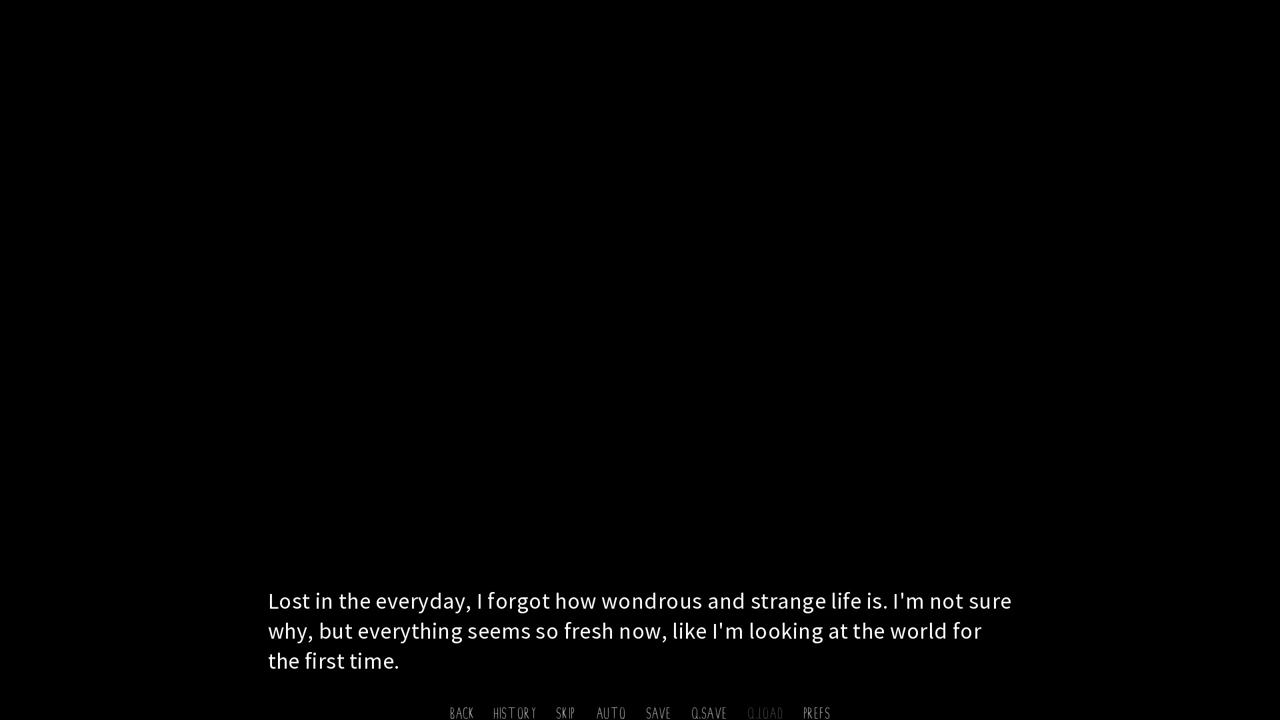 Lost in the everyday, I forgot how wondrous and strange life is. I'm not sure
why, but everything seems so fresh now, like I'm looking at the world for
the first time.
BACK HISTORY SKIP AUTO SAVE Q.SAVE Q.LOAD PREFS